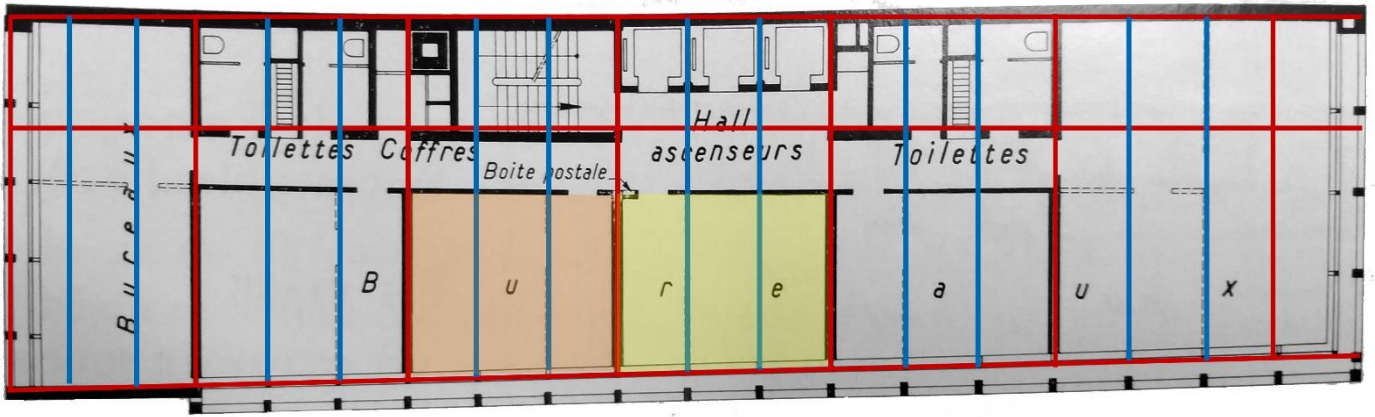 Hall
Toilettes Coffres ascenseurs Toilettes
Boite postale
Bureaux
B u r e a u x